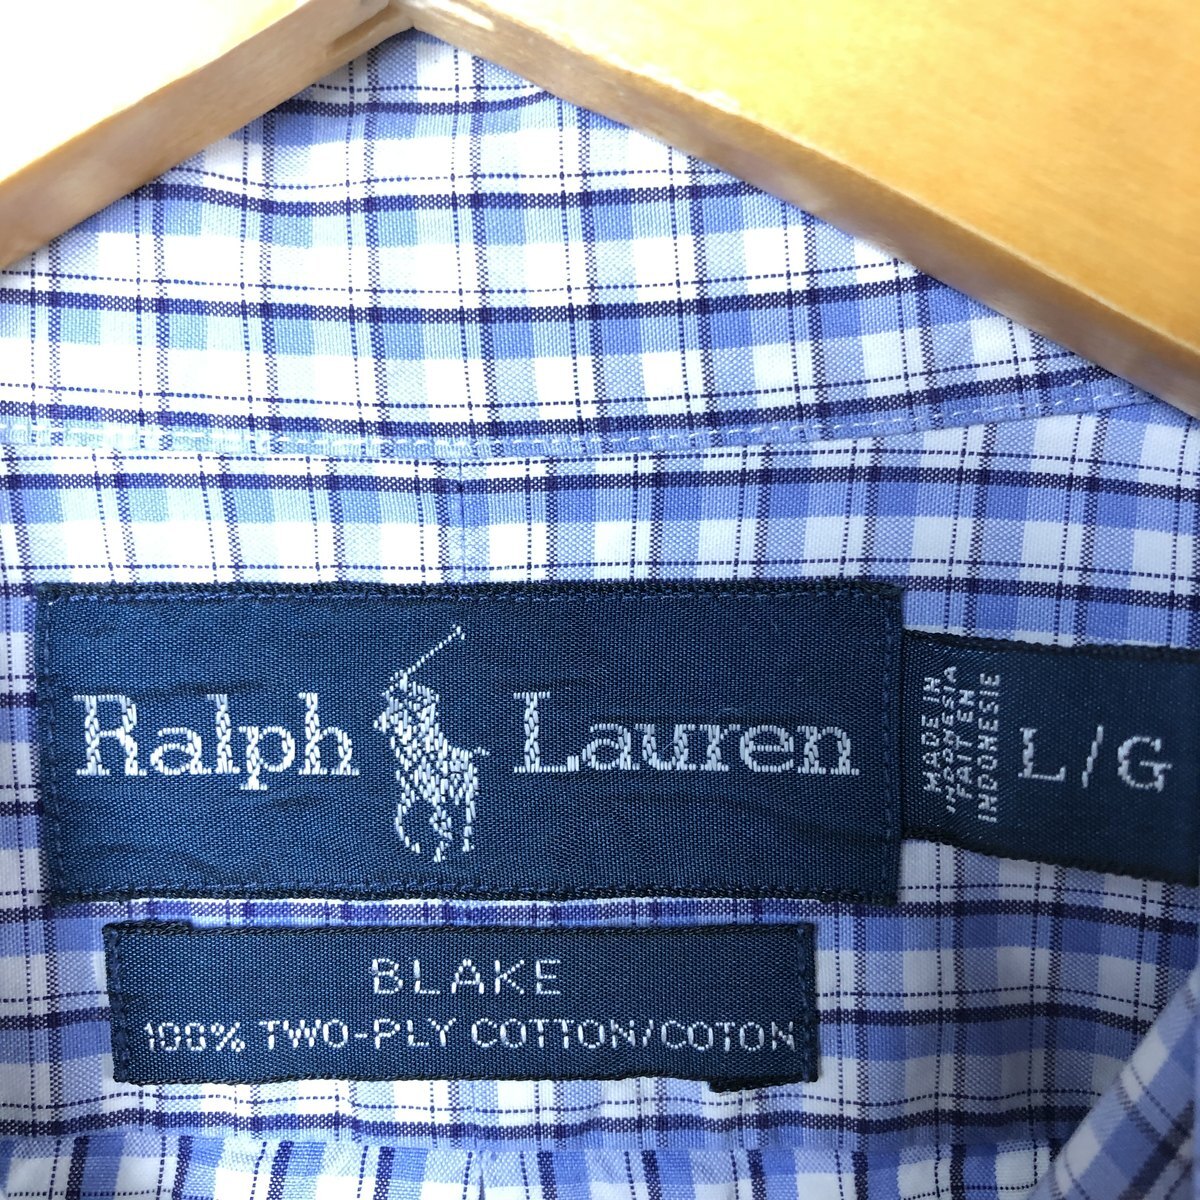 Ralph Lauren
MADE IN
INDONESIA
FAIT EN
INDONESIE
L/G
BLAKE
100% TWO-PLY COTTON/COTON